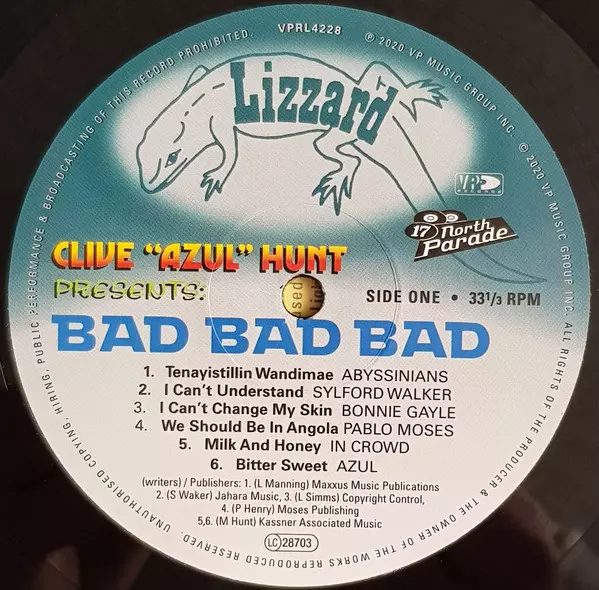 VPRL4228
℗ 2020 VP MUSIC GROUP INC. © 2020 VP MUSIC GROUP INC. ALL RIGHTS OF THE PRODUCER & THE OWNER OF THE WORKS REPRODUCED RESERVED. UNAUTHORISED COPYING, HIRING, PUBLIC PERFORMANCE & BROADCASTING OF THIS RECORD PROHIBITED.
Lizzard
VP
RECORDS
17 North
Parade
CLIVE "AZUL" HUNT
PRESENTS:
SIDE ONE • 33 1/3 RPM
BAD BAD BAD
1. Tenayistillin Wandimae ABYSSINIANS
2. I Can't Understand SYLFORD WALKER
3. I Can't Change My Skin BONNIE GAYLE
4. We Should Be In Angola PABLO MOSES
5. Milk And Honey IN CROWD
6. Bitter Sweet AZUL
(writers) / Publishers: 1. (L Manning) Maxxus Music Publications
2. (S Waker) Jahara Music, 3. (L Simms) Copyright Control,
4. (P Henry) Moses Publishing
5,6. (M Hunt) Kassner Associated Music
LC 28703